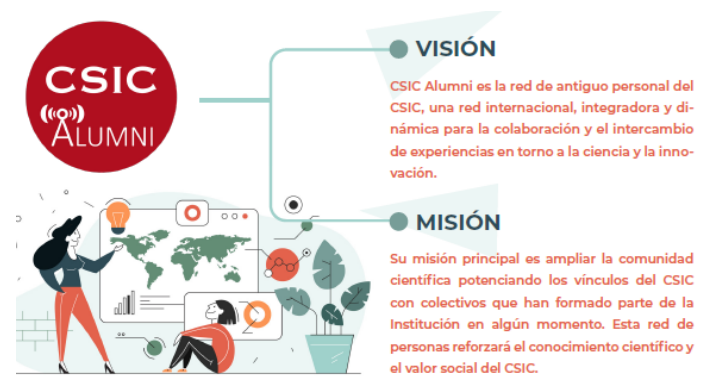 CSIC
ALUMNI
VISIÓN
CSIC Alumni es la red de antiguo personal del
CSIC, una red internacional, integradora y di-
námica para la colaboración y el intercambio
de experiencias en torno a la ciencia y la inno-
vación.
MISIÓN
Su misión principal es ampliar la comunidad
científica potenciando los vínculos del CSIC
con colectivos que han formado parte de la
Institución en algún momento. Esta red de
personas reforzará el conocimiento científico y
el valor social del CSIC.